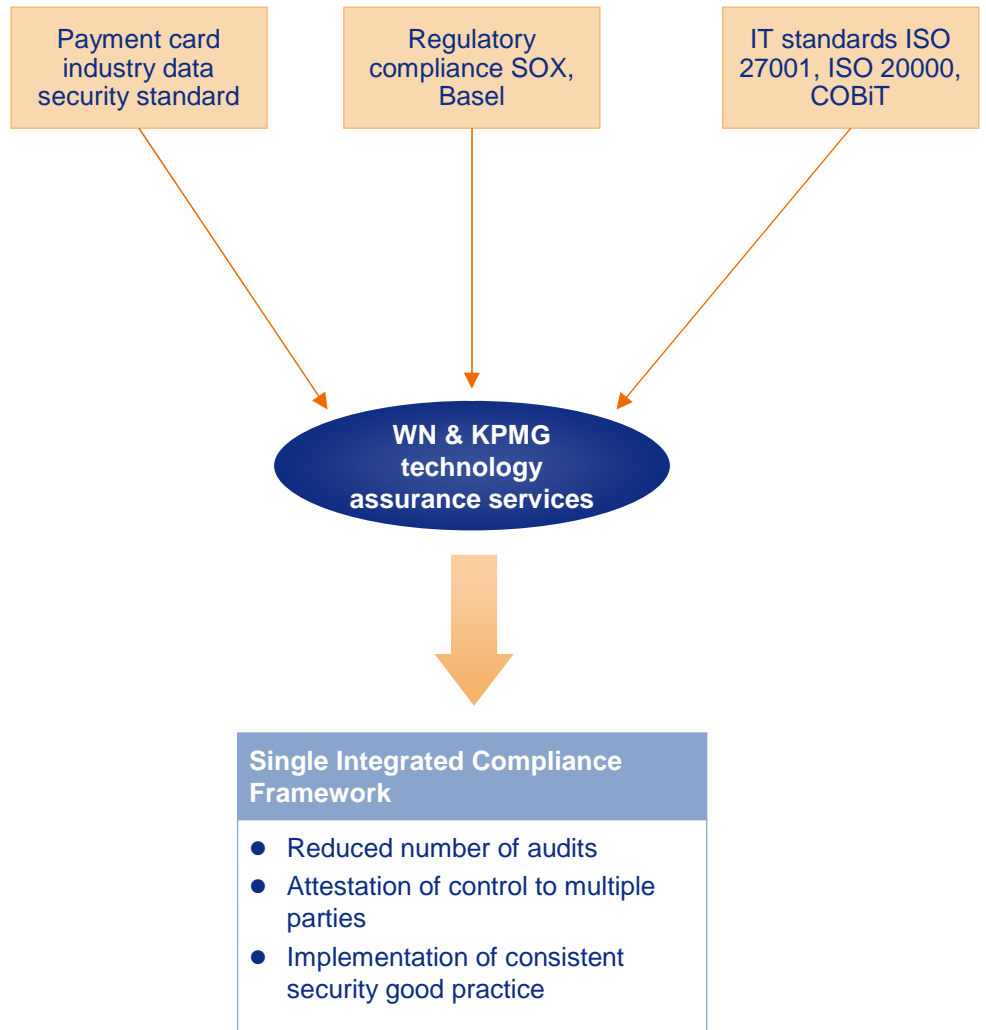 Payment card
industry data
security standard
Regulatory
compliance SOX,
Basel
IT standards ISO
27001, ISO 20000,
COBiT
WN & KPMG
technology
assurance services
Single Integrated Compliance
Framework
● Reduced number of audits
● Attestation of control to multiple
parties
● Implementation of consistent
security good practice